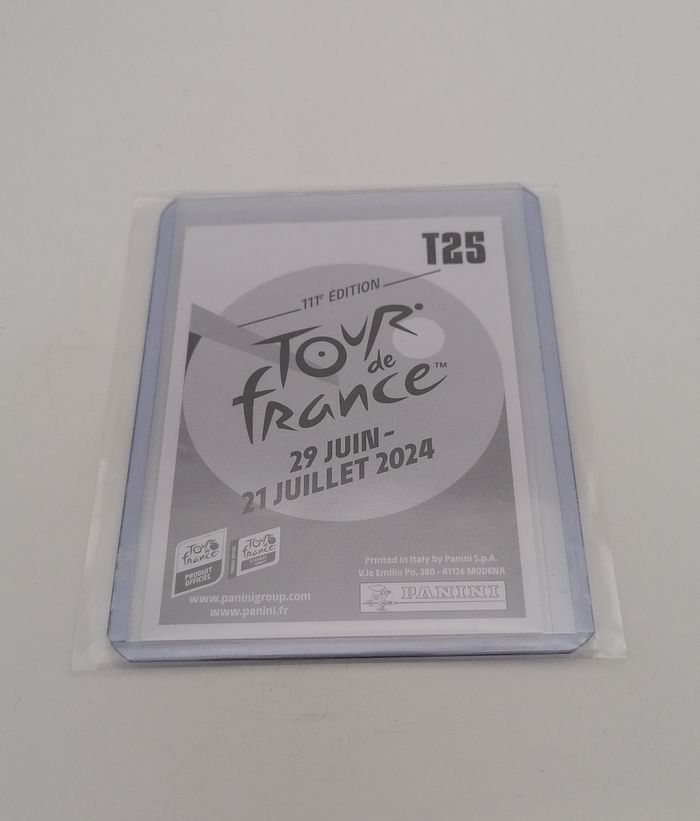 T25
111e ÉDITION
TOUR
de
france™
29 JUIN -
21 JUILLET 2024
TOUR
de
france
PRODUIT
OFFICIEL
TOUR
de
france
Printed in Italy by Panini S.p.A.
V.le Emilio Po, 380 - 41126 MODENA
www.paninigroup.com
www.panini.fr
PANINI